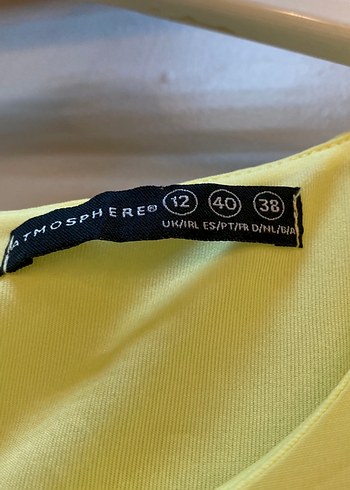 ATMOSPHERE® 12 40 38
UK/IRL ES/PT/FR D/NL/B/A